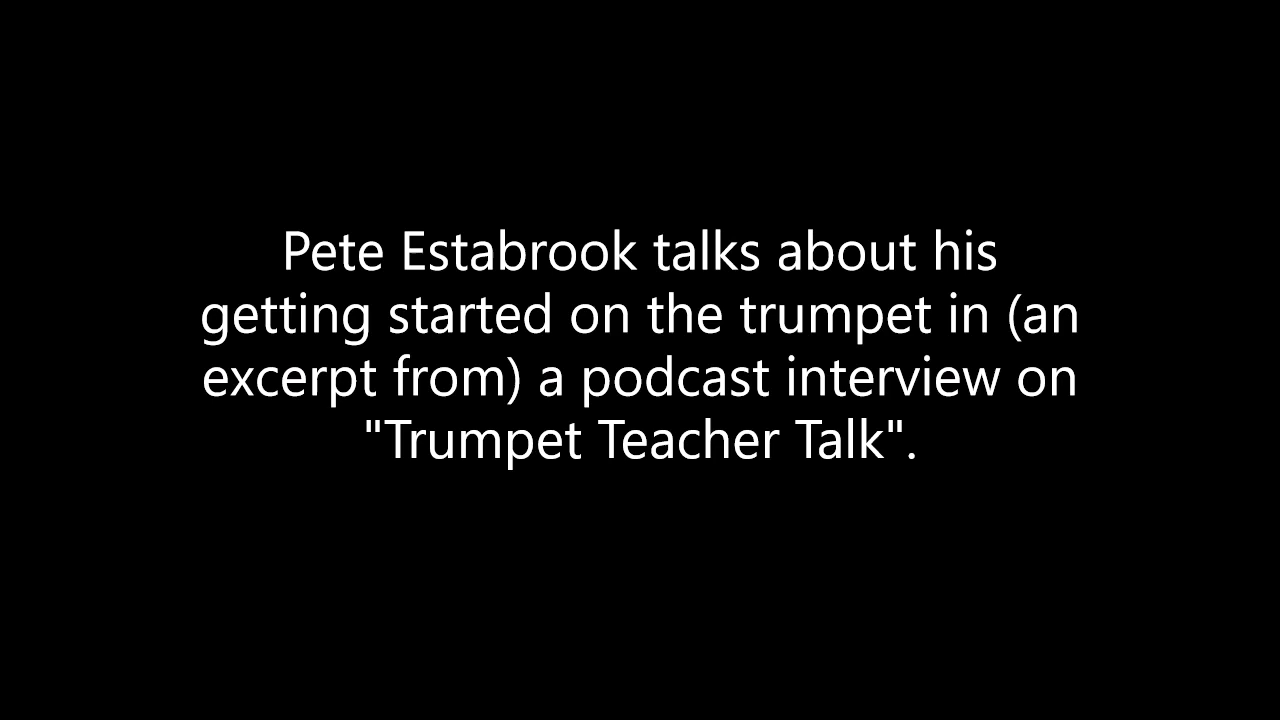 Pete Estabrook talks about his
getting started on the trumpet in (an
excerpt from) a podcast interview on
"Trumpet Teacher Talk".